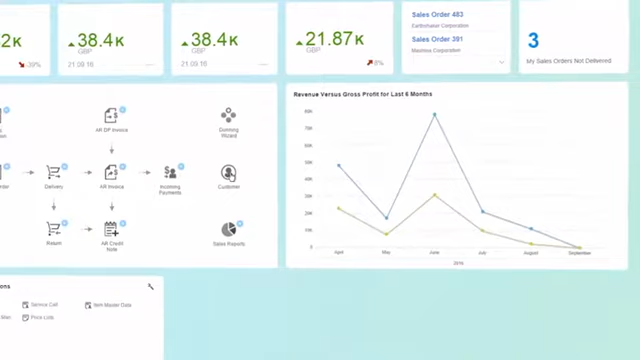 2K
38.4K
38.4K
21.87K
GBP
GBP
GBP
-39%
21.09.16
21.09.16
8%
Sales Order 483
Earthshaker Corporation
Sales Order 391
Maximus Corporation
3
My Sales Orders Not Delivered
AR DP Invoice
Dunning
Wizard
Delivery
AR Invoice
Incoming
Payments
Customer
Return
AR Credit
Note
Sales Reports
Revenue Versus Gross Profit for Last 6 Months
80K
70K
60K
50K
40K
30K
20K
10K
0
April
May
June
July
August
September
2016
Service Call
Item Master Data
Price Lists